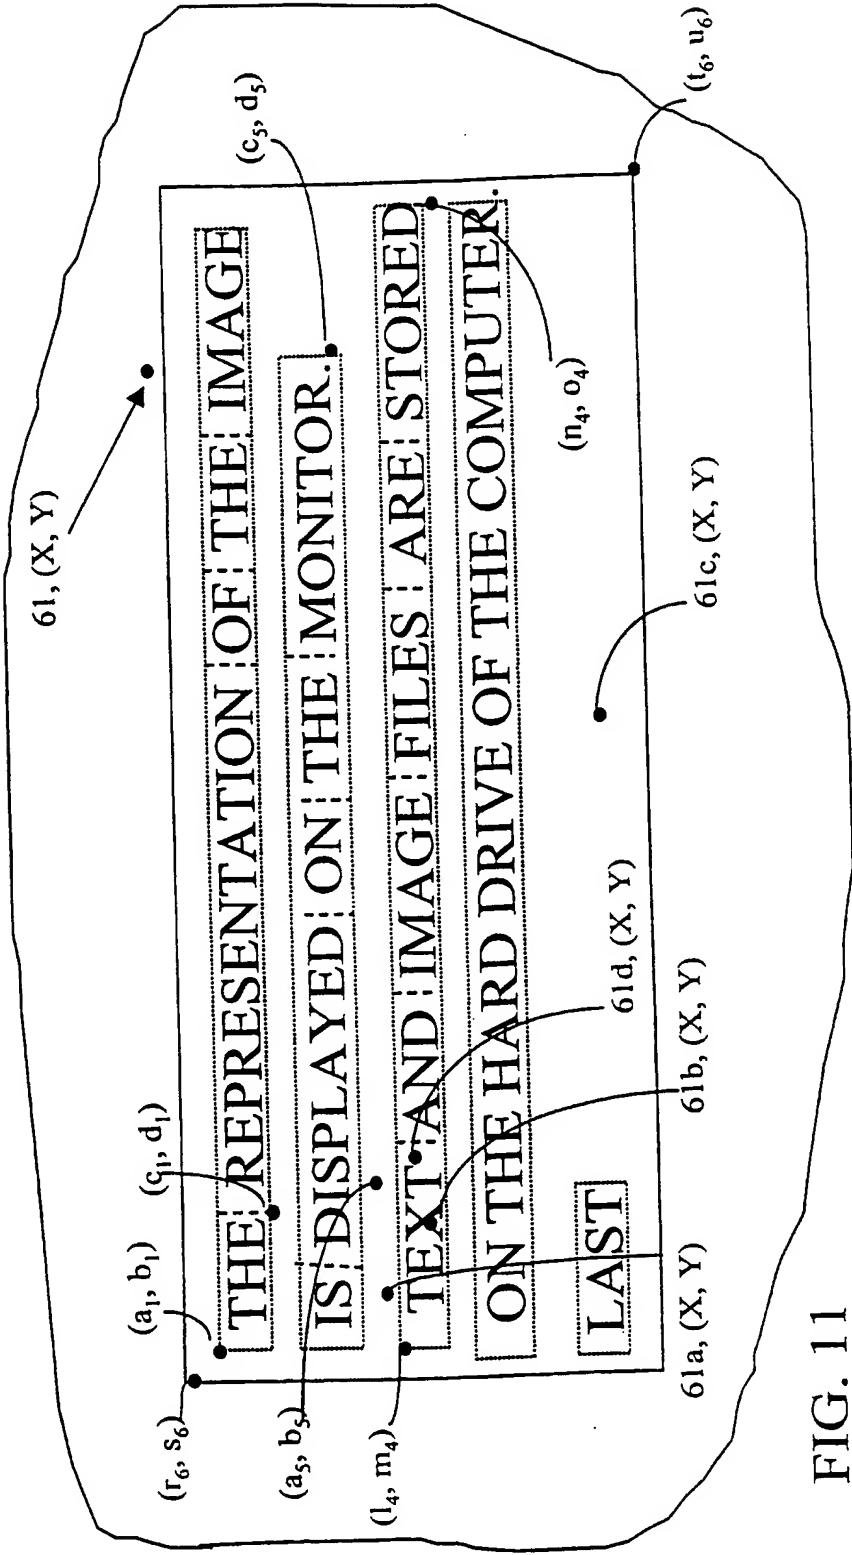 61, (X, Y)
(c₅, d₅)
(t₆, u₆)
(a₁, b₁)
(c₁, d₁)
(r₆, s₆)
THE REPRESENTATION OF THE IMAGE
IS DISPLAYED ON THE MONITOR.
(a₅, b₅)
TEXT AND IMAGE FILES ARE STORED
(l₄, m₄)
ON THE HARD DRIVE OF THE COMPUTER.
(n₄, o₄)
LAST
61d, (X, Y)
61a, (X, Y)
61b, (X, Y)
61c, (X, Y)
FIG. 11